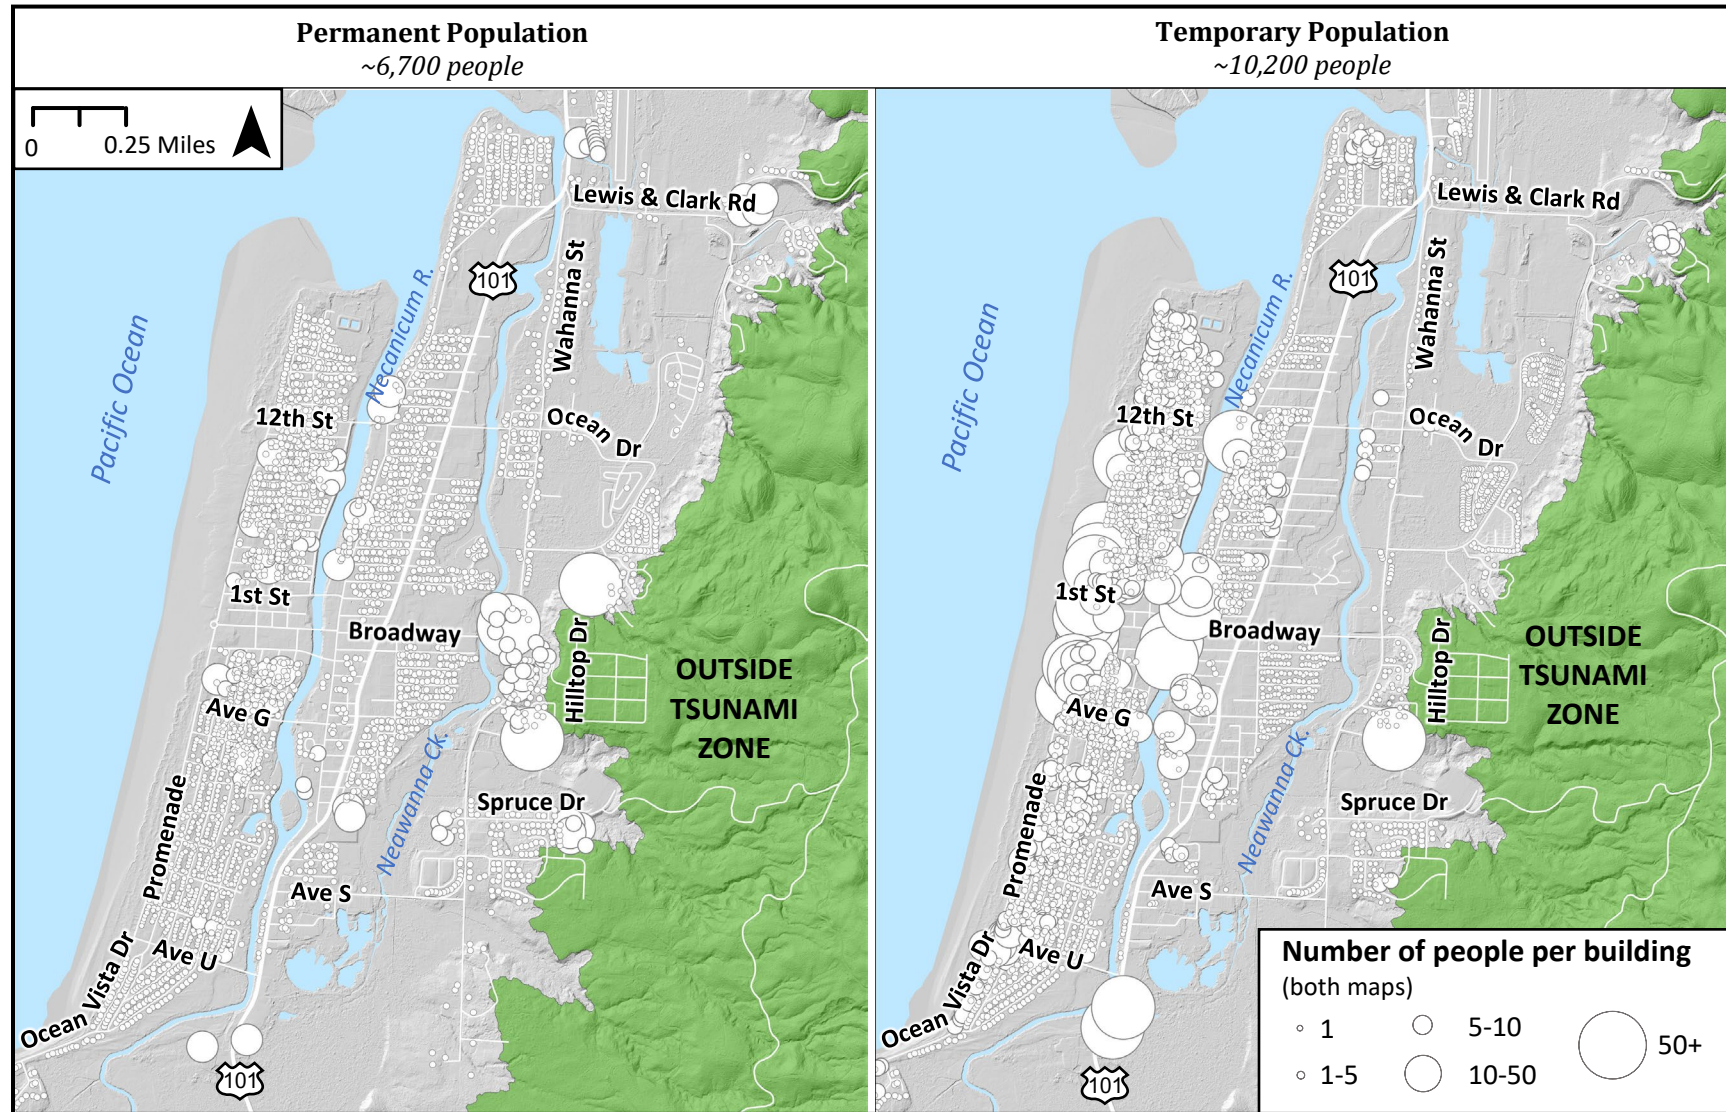 Permanent Population
~6,700 people
Temporary Population
~10,200 people
0 0.25 Miles
Lewis & Clark Rd
101
Necanicum R.
Wahanna St
Pacific Ocean
12th St
Ocean Dr
1st St
Broadway
Hilltop Dr
OUTSIDE
TSUNAMI
ZONE
Ave G
Neawanna Ck.
Promenade
Spruce Dr
Ave S
Ave U
Ocean Vista Dr
101
Lewis & Clark Rd
101
Necanicum R.
Wahanna St
Pacific Ocean
12th St
Ocean Dr
1st St
Broadway
Hilltop Dr
OUTSIDE
TSUNAMI
ZONE
Ave G
Neawanna Ck.
Promenade
Spruce Dr
Ave S
Ave U
Ocean Vista Dr
101
Number of people per building
(both maps)
1
1-5
5-10
10-50
50+